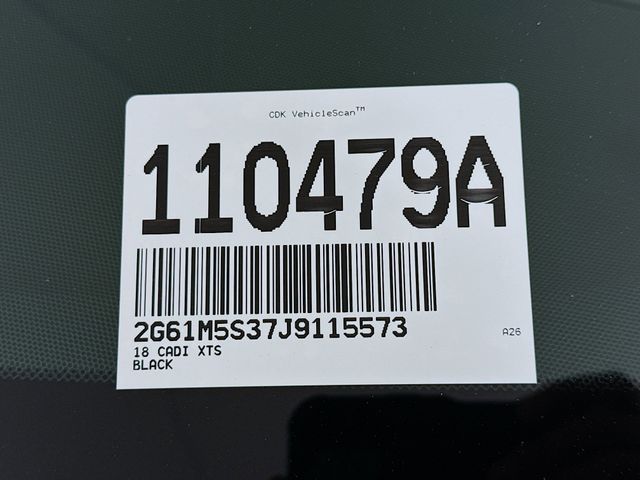 CDK VehicleScan™
110479A
2G61M5S37J9115573
A26
18 CADI XTS
BLACK